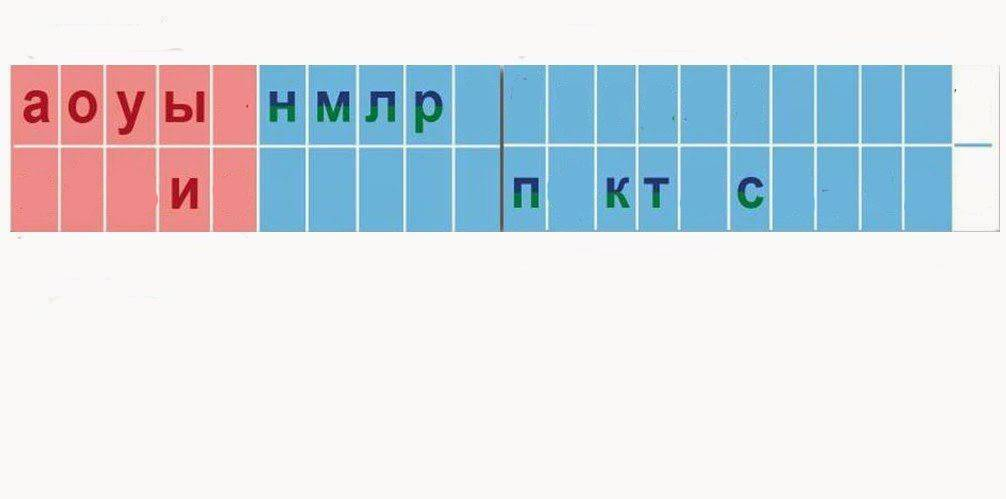 а о у ы н м л р
и п к т с